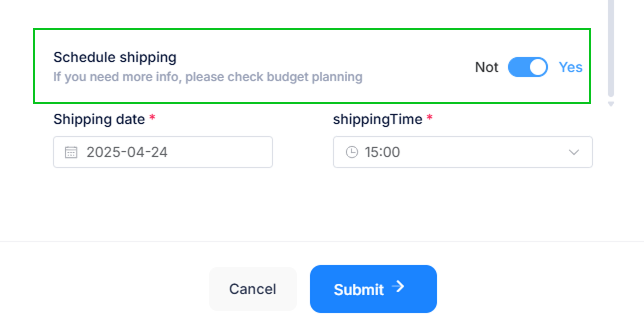 Schedule shipping
If you need more info, please check budget planning
Not Yes
Shipping date * shippingTime *
2025-04-24 15:00
Cancel Submit